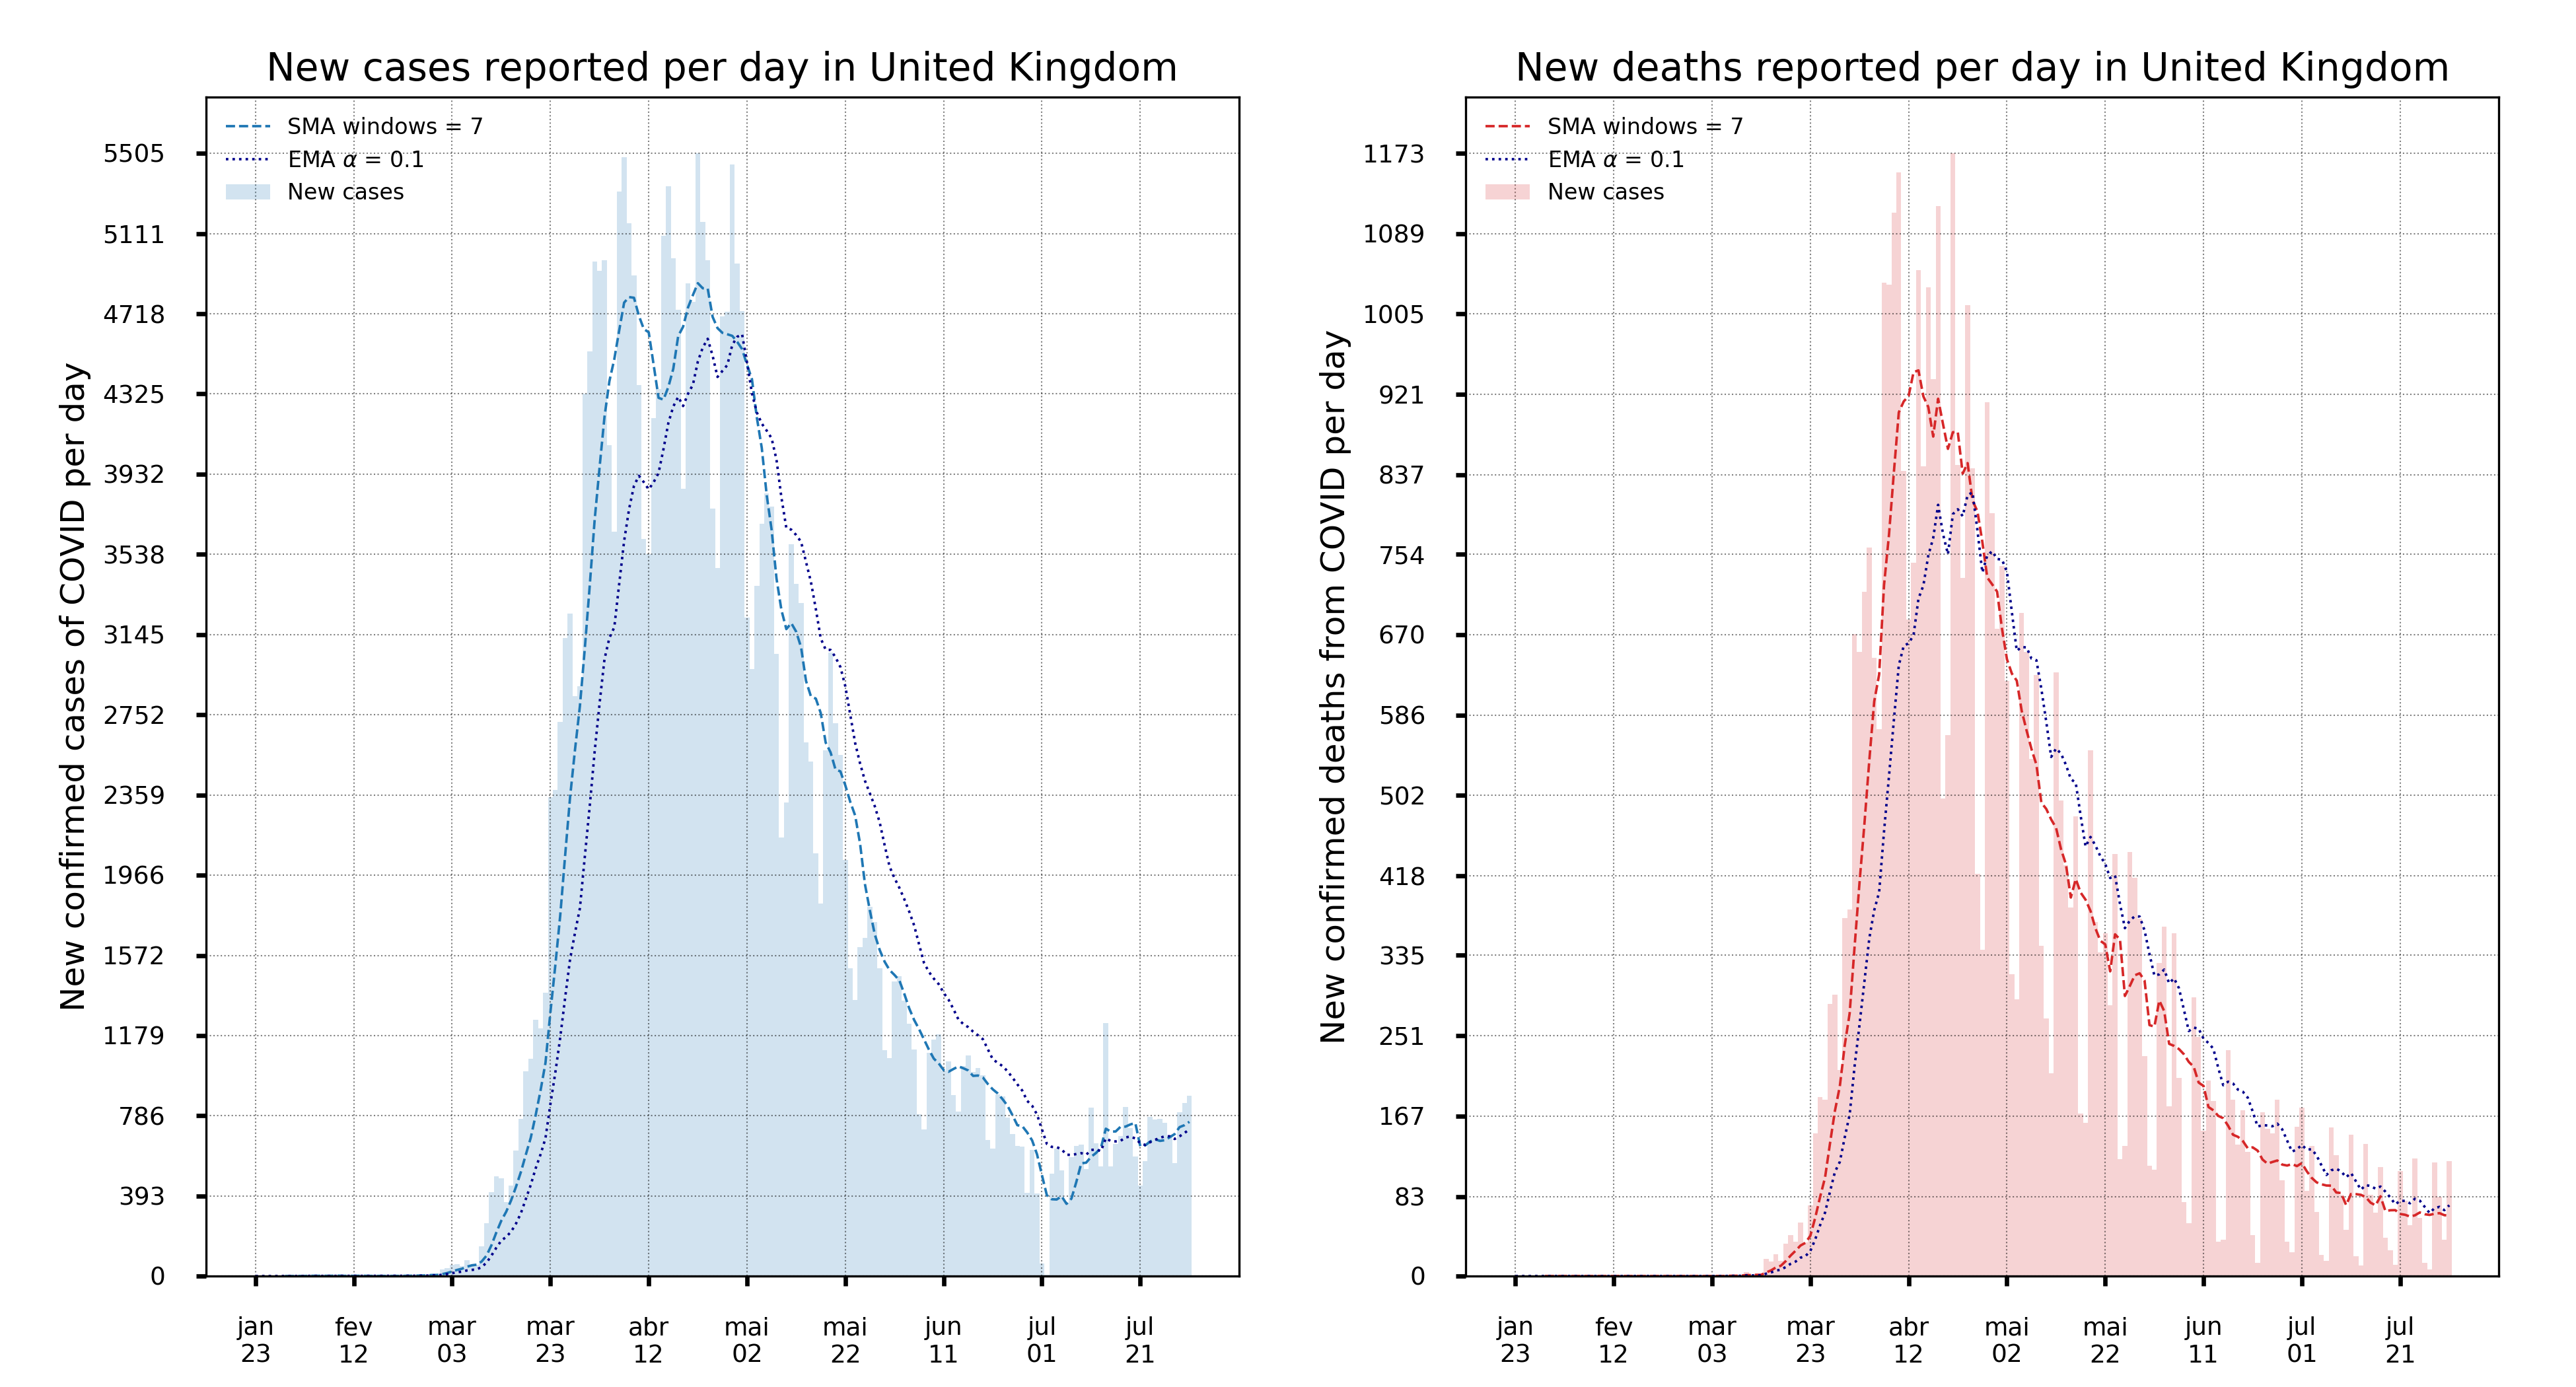 New cases reported per day in United Kingdom
SMA windows = 7
EMA α = 0.1
New cases
New confirmed cases of COVID per day
5505
5111
4718
4325
3932
3538
3145
2752
2359
1966
1572
1179
786
393
0
jan fev mar mar abr mai mai jun jul jul
23 12 03 23 12 02 22 11 01 21
New deaths reported per day in United Kingdom
SMA windows = 7
EMA α = 0.1
New cases
New confirmed deaths from COVID per day
1173
1089
1005
921
837
754
670
586
502
418
335
251
167
83
0
jan fev mar mar abr mai mai jun jul jul
23 12 03 23 12 02 22 11 01 21